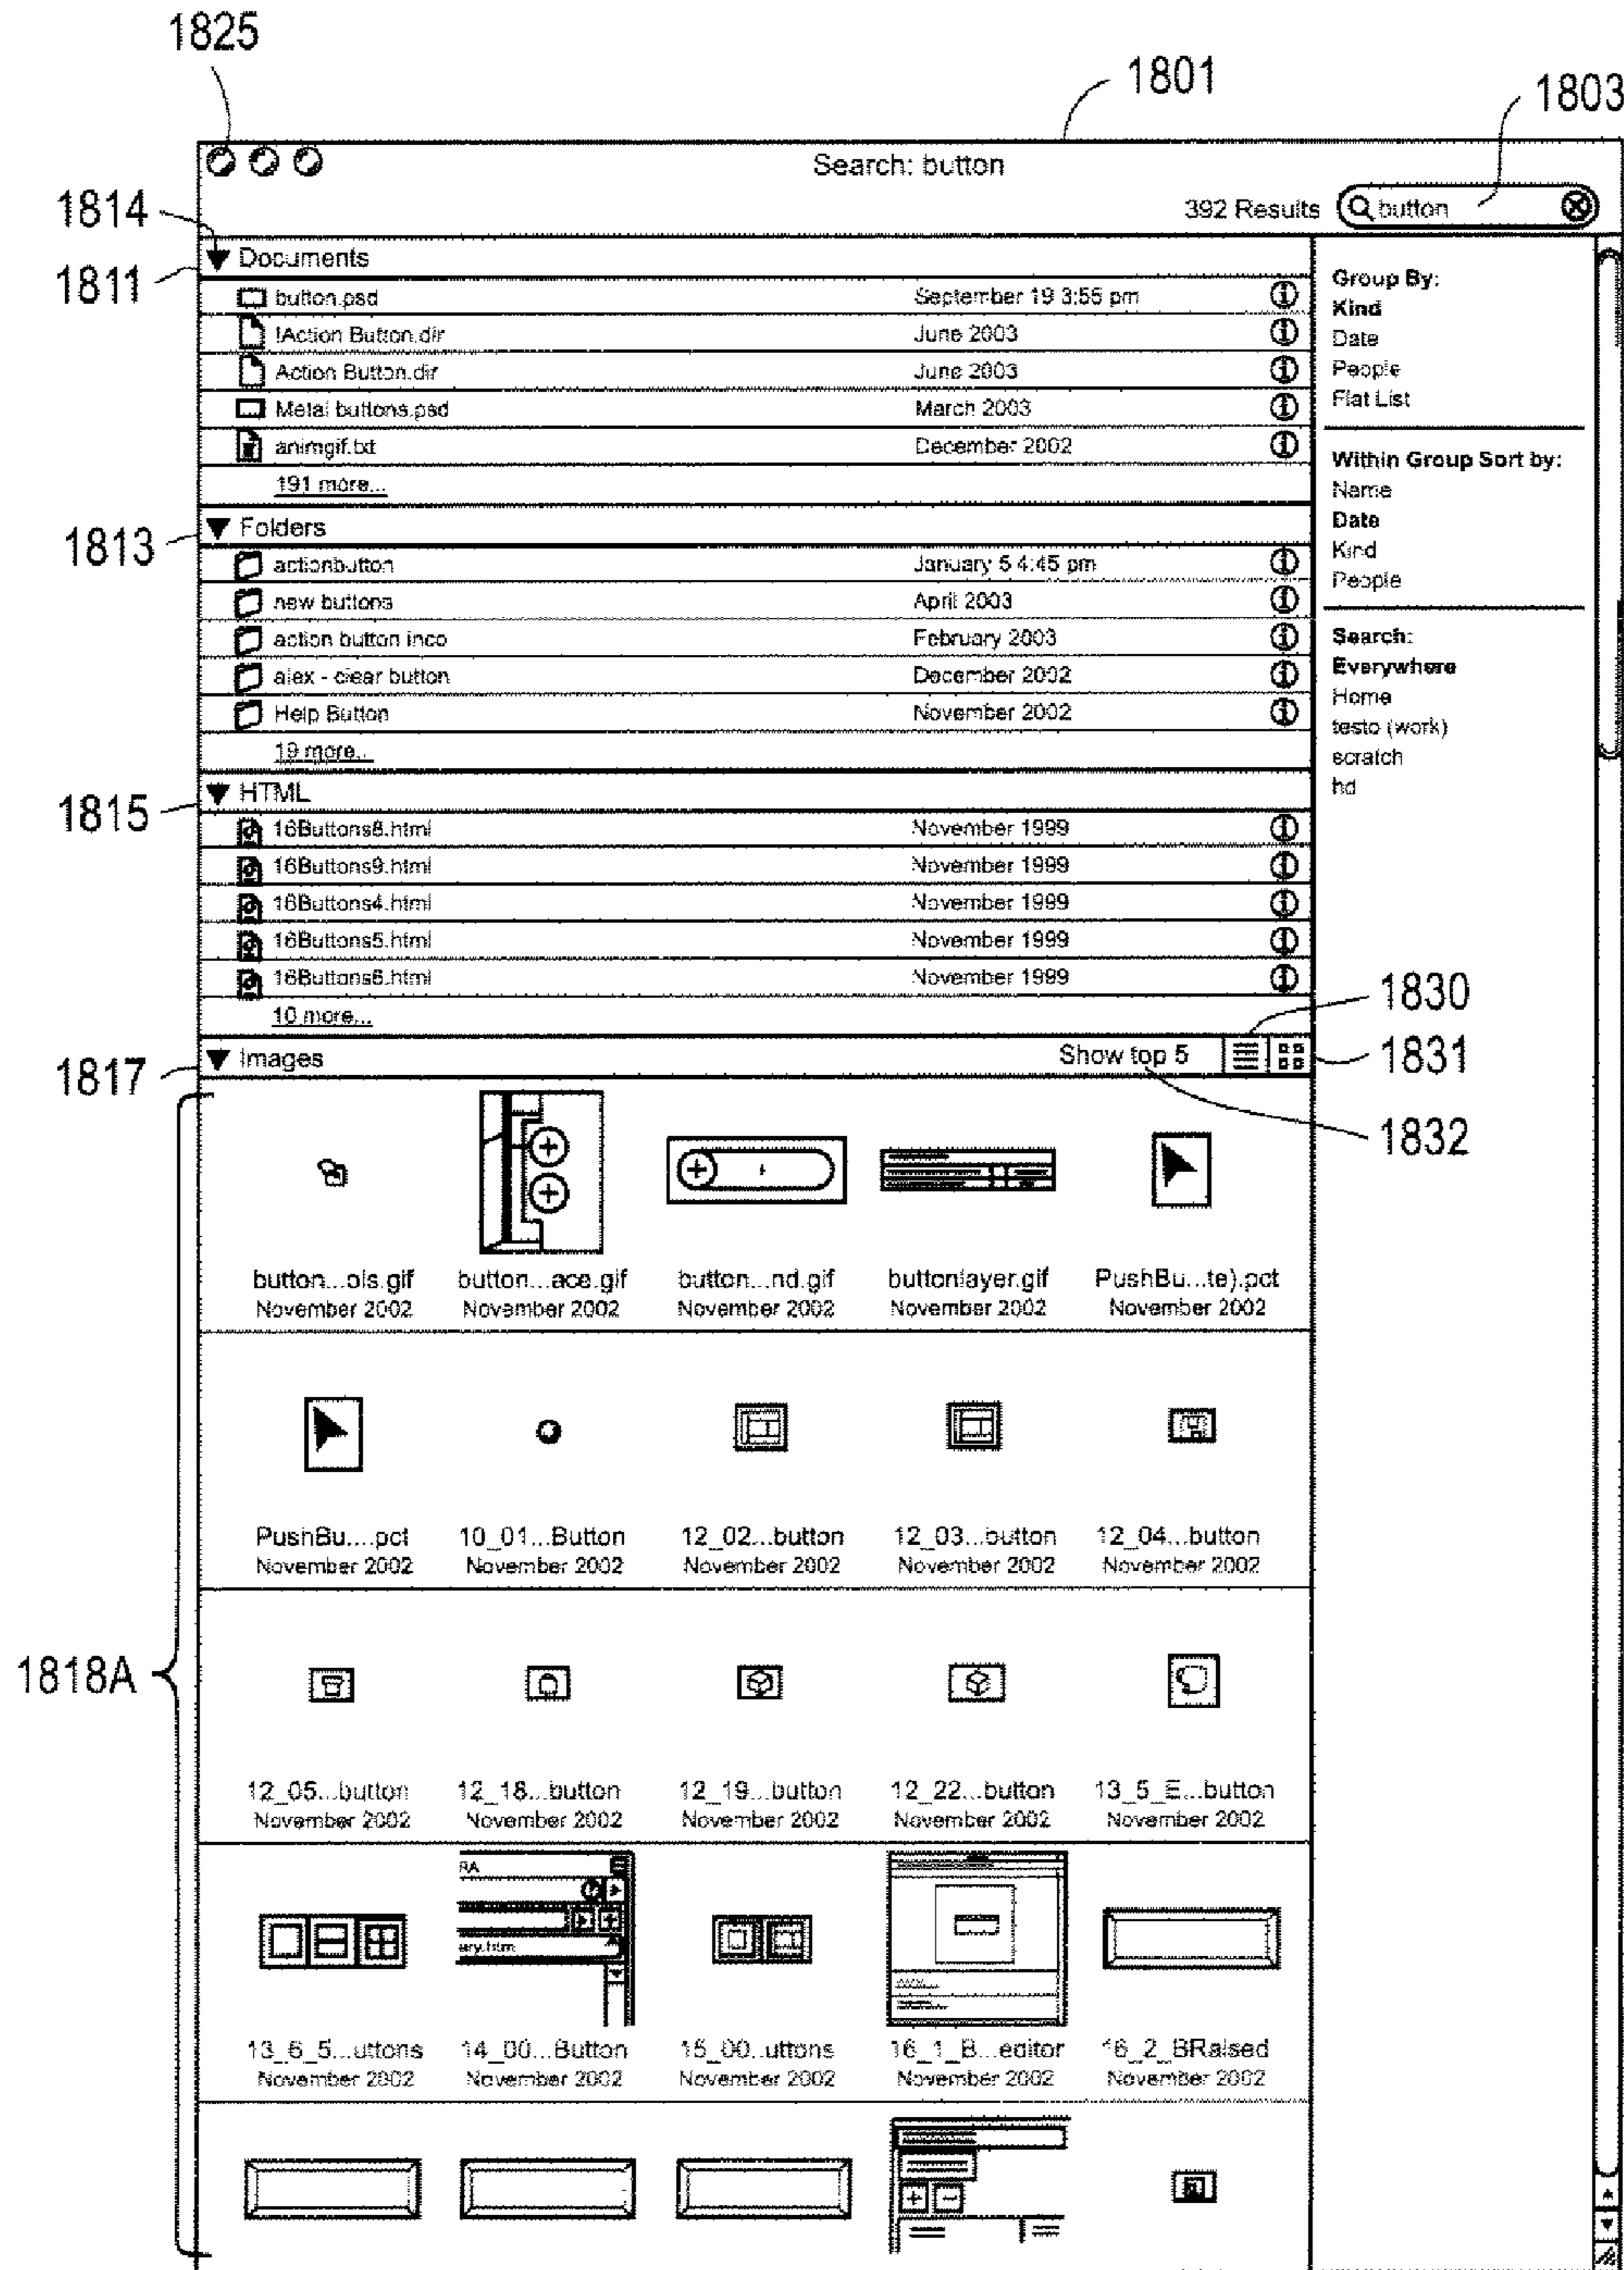 1825
1801
1803
Search: button
392 Results
button
1814
1811
Documents
button.psd September 19 3:55 pm
!Action Button.dir June 2003
Action Button.dir June 2003
Metal buttons.psd March 2003
animgif.txt December 2002
191 more...
Group By:
Kind
Date
People
Flat List
Within Group Sort by:
Name
Date
Kind
People
Search:
Everywhere
Home
testo (work)
scratch
hd
1813
Folders
actionbutton January 5 4:45 pm
new buttons April 2003
action button inco February 2003
alex - clear button December 2002
Help Button November 2002
19 more...
1815
HTML
16Buttons8.html November 1999
16Buttons9.html November 1999
16Buttons4.html November 1999
16Buttons5.html November 1999
16Buttons6.html November 1999
10 more...
1830
1831
1832
1817
Images Show top 5
button...ols.gif button...ace.gif button...nd.gif buttonlayer.gif PushBu...te).pct
November 2002 November 2002 November 2002 November 2002 November 2002
PushBu....pct 10_01...Button 12_02...button 12_03...button 12_04...button
November 2002 November 2002 November 2002 November 2002 November 2002
1818A
12_05...button 12_18...button 12_19...button 12_22...button 13_5_E...button
November 2002 November 2002 November 2002 November 2002 November 2002
RA
ary.htm
13_6_5...uttons 14_00...Button 15_00..uttons 16_1_B...editor 16_2_BRaised
November 2002 November 2002 November 2002 November 2002 November 2002